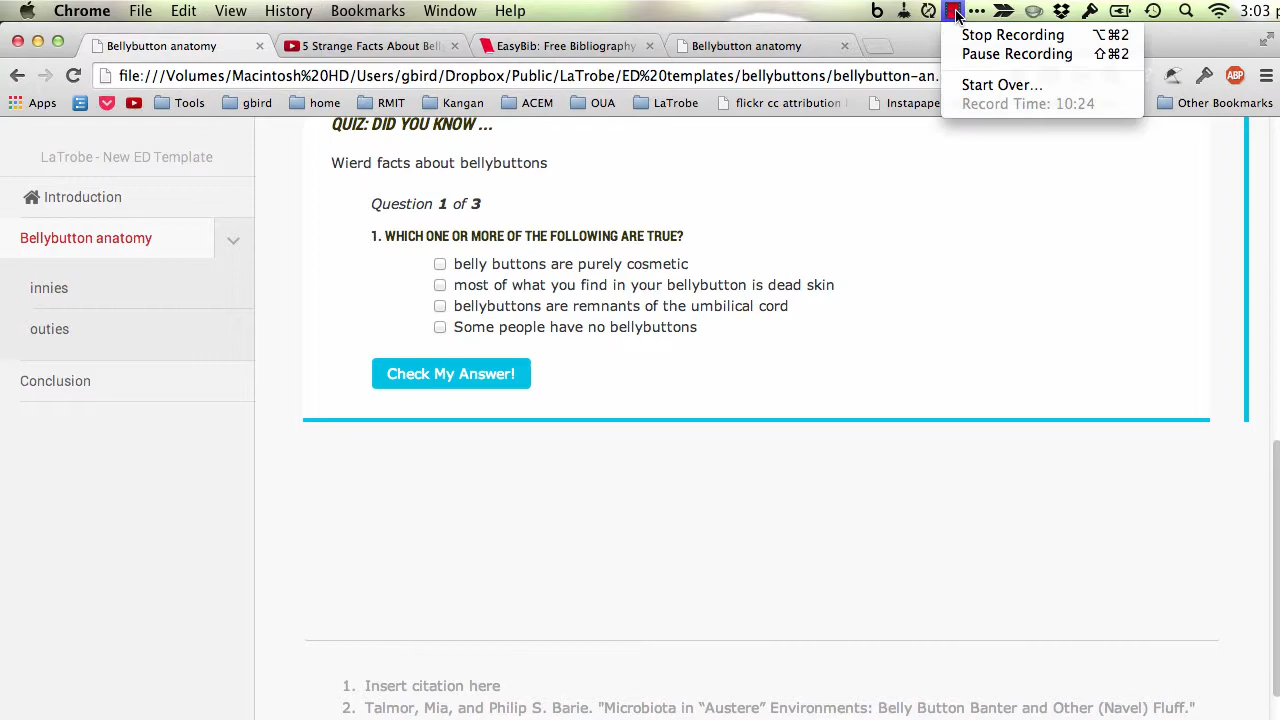 Chrome File Edit View History Bookmarks Window Help 3:03
Stop Recording ⌥⌘2
Pause Recording ⇧⌘2
Start Over...
Record Time: 10:24
Bellybutton anatomy
5 Strange Facts About Bell
EasyBib: Free Bibliography
Bellybutton anatomy
file:///Volumes/Macintosh%20HD/Users/gbird/Dropbox/Public/LaTrobe/ED%20templates/bellybuttons/bellybutton-an.
ABP
Apps Tools gbird home RMIT Kangan ACEM OUA LaTrobe flickr cc attribution Instapape Other Bookmarks
LaTrobe - New ED Template
Introduction
Bellybutton anatomy
innies
outies
Conclusion
QUIZ: DID YOU KNOW ...
Wierd facts about bellybuttons
Question 1 of 3
1. WHICH ONE OR MORE OF THE FOLLOWING ARE TRUE?
belly buttons are purely cosmetic
most of what you find in your bellybutton is dead skin
bellybuttons are remnants of the umbilical cord
Some people have no bellybuttons
Check My Answer!
1. Insert citation here
2. Talmor, Mia, and Philip S. Barie. "Microbiota in “Austere” Environments: Belly Button Banter and Other (Navel) Fluff."